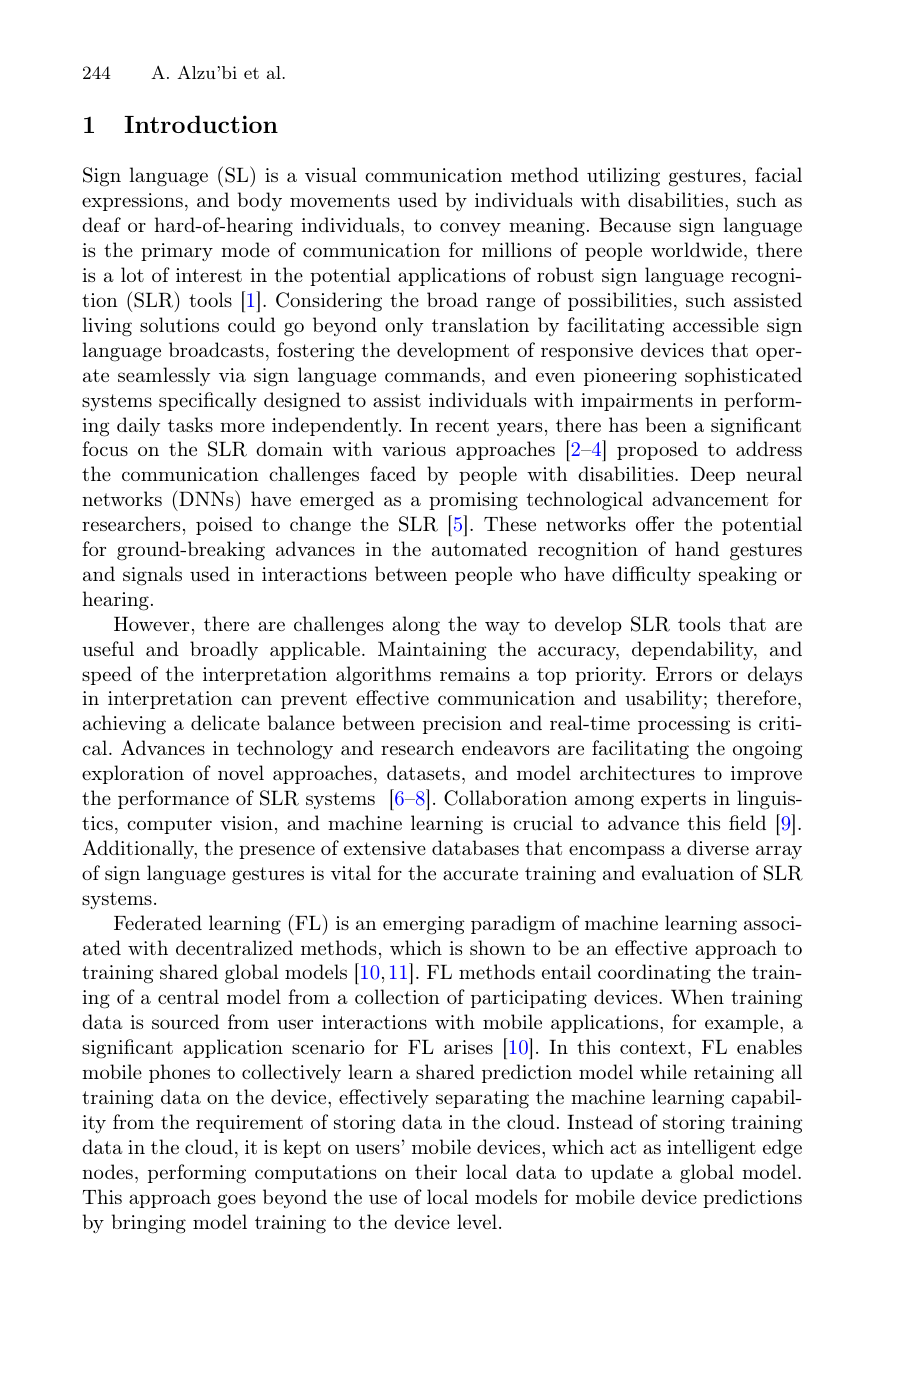 244 A. Alzu'bi et al.
1 Introduction
Sign language (SL) is a visual communication method utilizing gestures, facial
expressions, and body movements used by individuals with disabilities, such as
deaf or hard-of-hearing individuals, to convey meaning. Because sign language
is the primary mode of communication for millions of people worldwide, there
is a lot of interest in the potential applications of robust sign language recogni-
tion (SLR) tools [1]. Considering the broad range of possibilities, such assisted
living solutions could go beyond only translation by facilitating accessible sign
language broadcasts, fostering the development of responsive devices that oper-
ate seamlessly via sign language commands, and even pioneering sophisticated
systems specifically designed to assist individuals with impairments in perform-
ing daily tasks more independently. In recent years, there has been a significant
focus on the SLR domain with various approaches [2–4] proposed to address
the communication challenges faced by people with disabilities. Deep neural
networks (DNNs) have emerged as a promising technological advancement for
researchers, poised to change the SLR [5]. These networks offer the potential
for ground-breaking advances in the automated recognition of hand gestures
and signals used in interactions between people who have difficulty speaking or
hearing.
However, there are challenges along the way to develop SLR tools that are
useful and broadly applicable. Maintaining the accuracy, dependability, and
speed of the interpretation algorithms remains a top priority. Errors or delays
in interpretation can prevent effective communication and usability; therefore,
achieving a delicate balance between precision and real-time processing is criti-
cal. Advances in technology and research endeavors are facilitating the ongoing
exploration of novel approaches, datasets, and model architectures to improve
the performance of SLR systems [6–8]. Collaboration among experts in linguis-
tics, computer vision, and machine learning is crucial to advance this field [9].
Additionally, the presence of extensive databases that encompass a diverse array
of sign language gestures is vital for the accurate training and evaluation of SLR
systems.
Federated learning (FL) is an emerging paradigm of machine learning associ-
ated with decentralized methods, which is shown to be an effective approach to
training shared global models [10,11]. FL methods entail coordinating the train-
ing of a central model from a collection of participating devices. When training
data is sourced from user interactions with mobile applications, for example, a
significant application scenario for FL arises [10]. In this context, FL enables
mobile phones to collectively learn a shared prediction model while retaining all
training data on the device, effectively separating the machine learning capabil-
ity from the requirement of storing data in the cloud. Instead of storing training
data in the cloud, it is kept on users' mobile devices, which act as intelligent edge
nodes, performing computations on their local data to update a global model.
This approach goes beyond the use of local models for mobile device predictions
by bringing model training to the device level.